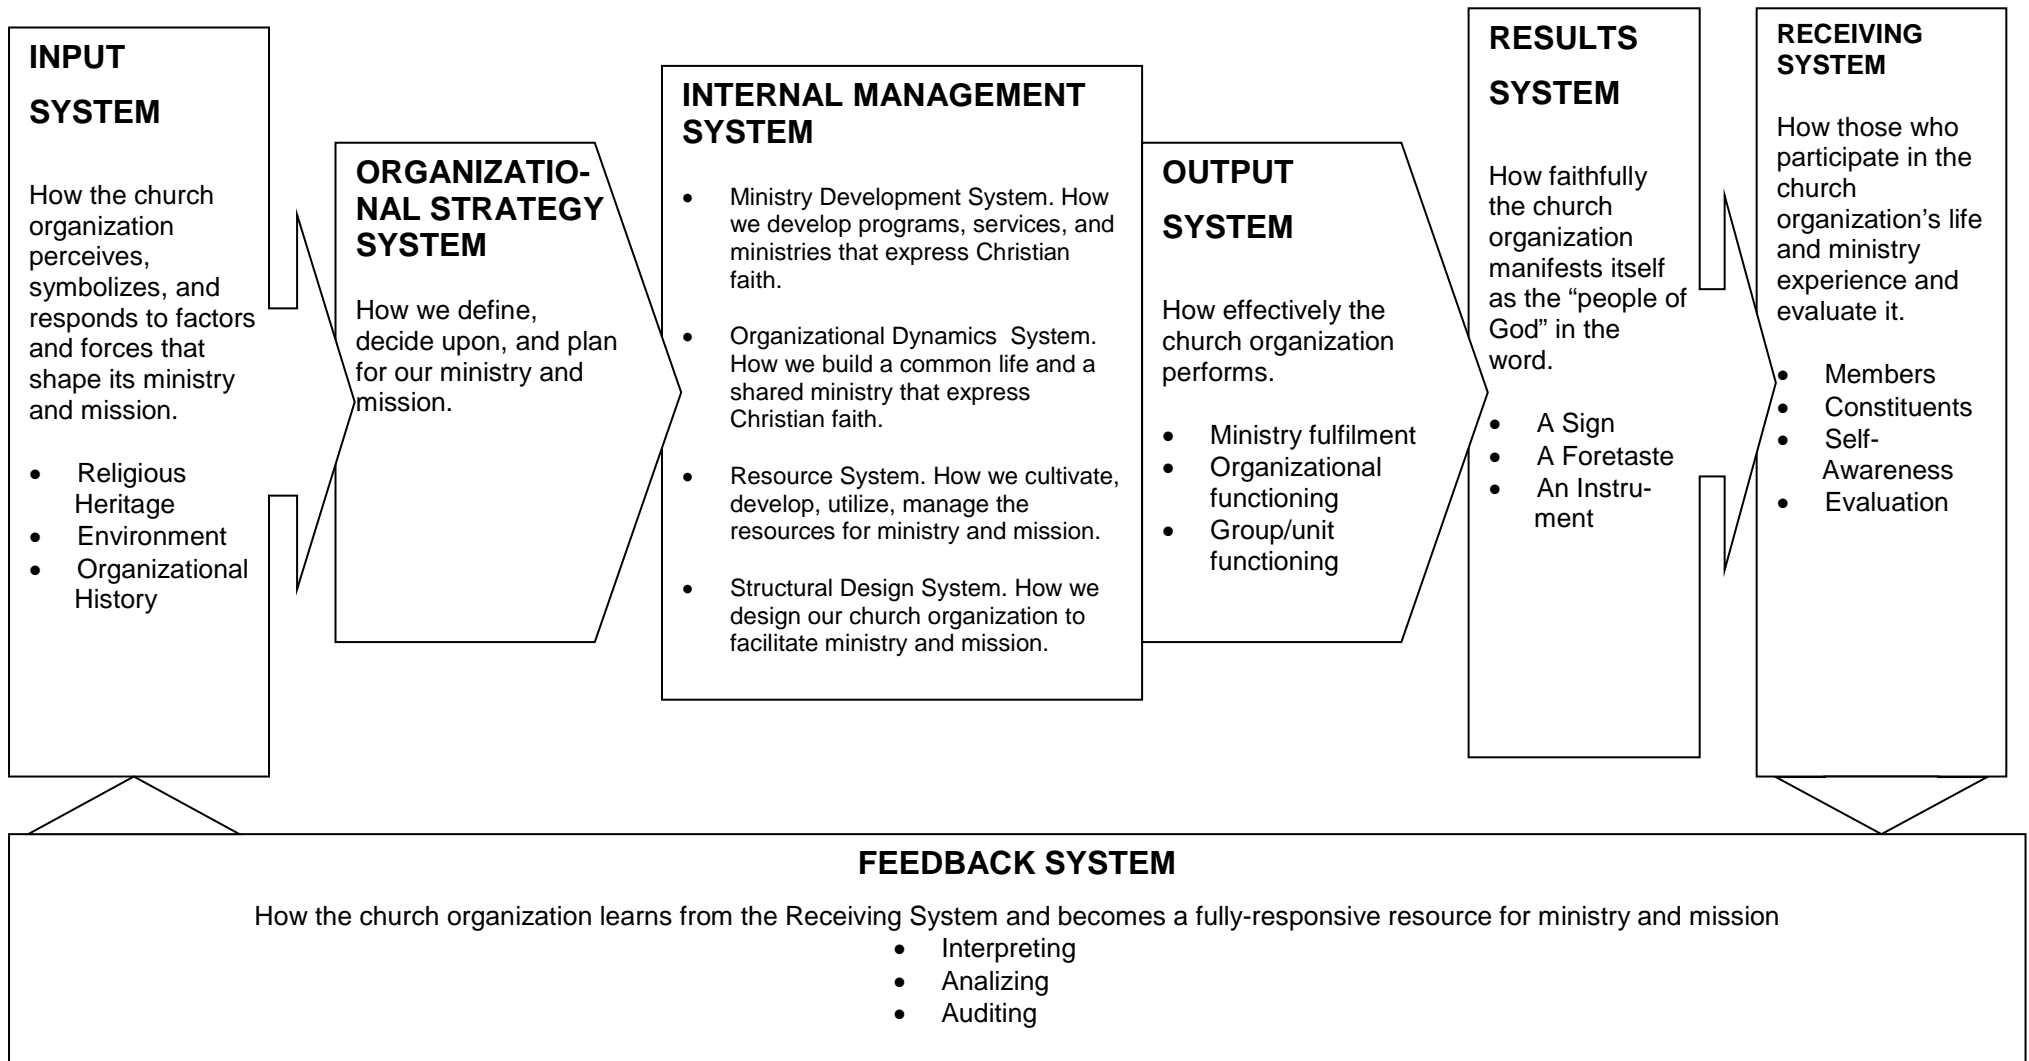 INPUT
SYSTEM
How the church
organization
perceives,
symbolizes, and
responds to factors
and forces that
shape its ministry
and mission.
• Religious
Heritage
• Environment
• Organizational
History
ORGANIZATIO-
NAL STRATEGY
SYSTEM
How we define,
decide upon, and plan
for our ministry and
mission.
INTERNAL MANAGEMENT
SYSTEM
• Ministry Development System. How
we develop programs, services, and
ministries that express Christian
faith.
• Organizational Dynamics System.
How we build a common life and a
shared ministry that express
Christian faith.
• Resource System. How we cultivate,
develop, utilize, manage the
resources for ministry and mission.
• Structural Design System. How we
design our church organization to
facilitate ministry and mission.
OUTPUT
SYSTEM
How effectively the
church organization
performs.
• Ministry fulfilment
• Organizational
functioning
• Group/unit
functioning
RESULTS
SYSTEM
How faithfully
the church
organization
manifests itself
as the “people of
God” in the
word.
• A Sign
• A Foretaste
• An Instru-
ment
RECEIVING
SYSTEM
How those who
participate in the
church
organization’s life
and ministry
experience and
evaluate it.
• Members
• Constituents
• Self-
Awareness
• Evaluation
FEEDBACK SYSTEM
How the church organization learns from the Receiving System and becomes a fully-responsive resource for ministry and mission
• Interpreting
• Analizing
• Auditing